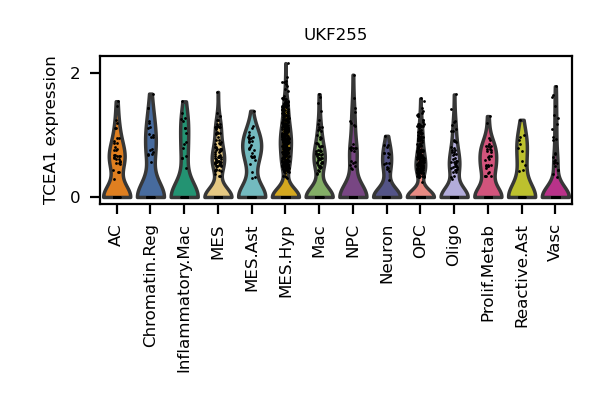 UKF255
TCEA1 expression
2
0
AC
Chromatin.Reg
Inflammatory.Mac
MES
MES.Ast
MES.Hyp
Mac
NPC
Neuron
OPC
Oligo
Prolif.Metab
Reactive.Ast
Vasc